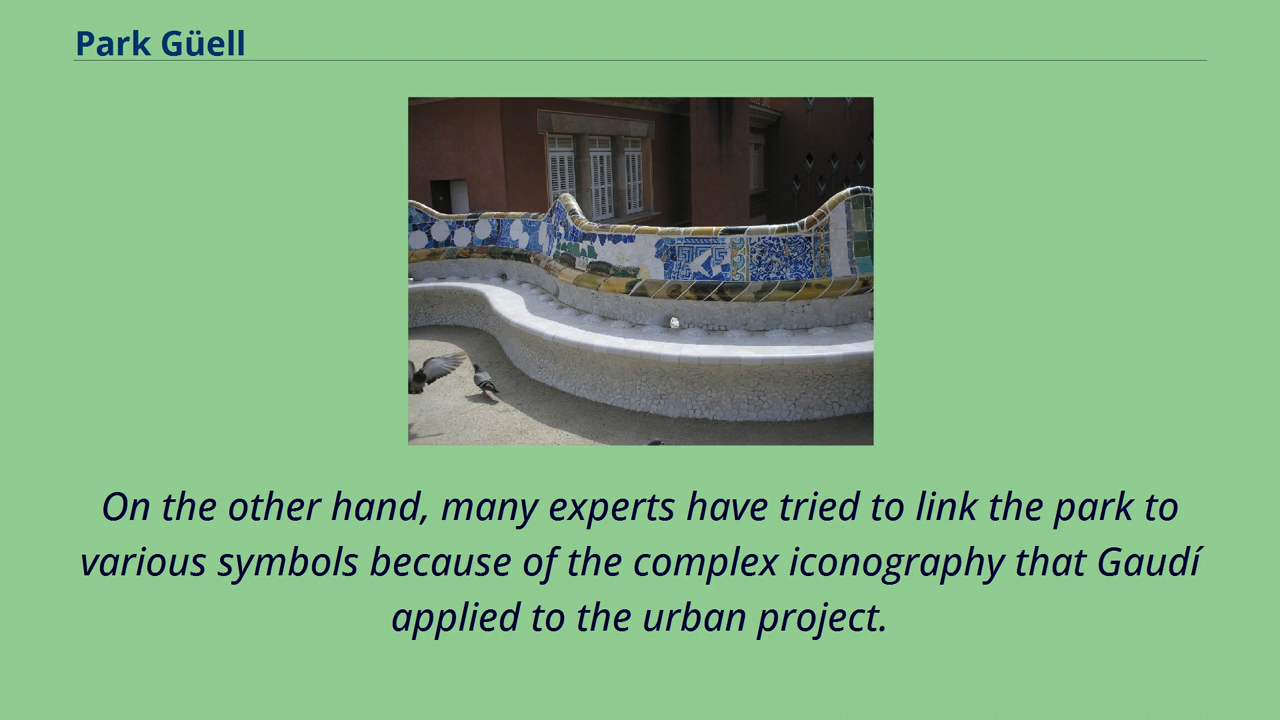 Park Güell
On the other hand, many experts have tried to link the park to
various symbols because of the complex iconography that Gaudí
applied to the urban project.